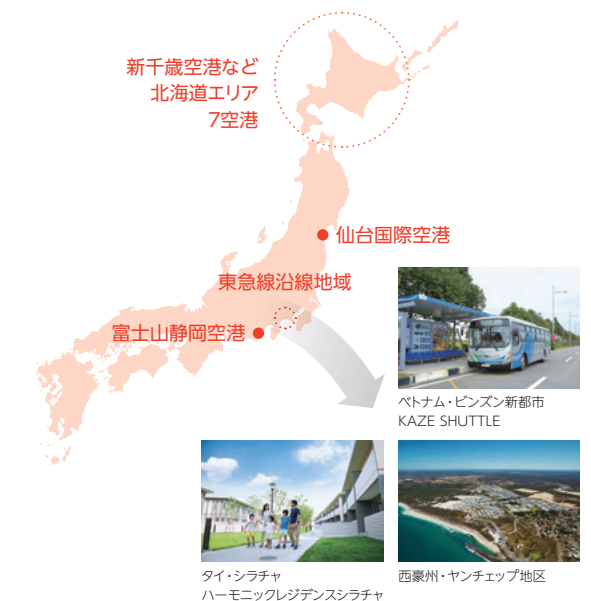 新千歳空港など
北海道エリア
7空港
仙台国際空港
東急線沿線地域
富士山静岡空港
ベトナム・ビンズン新都市
KAZE SHUTTLE
タイ・シラチャ
ハーモニックレジデンスシラチャ
西豪州・ヤンチェップ地区